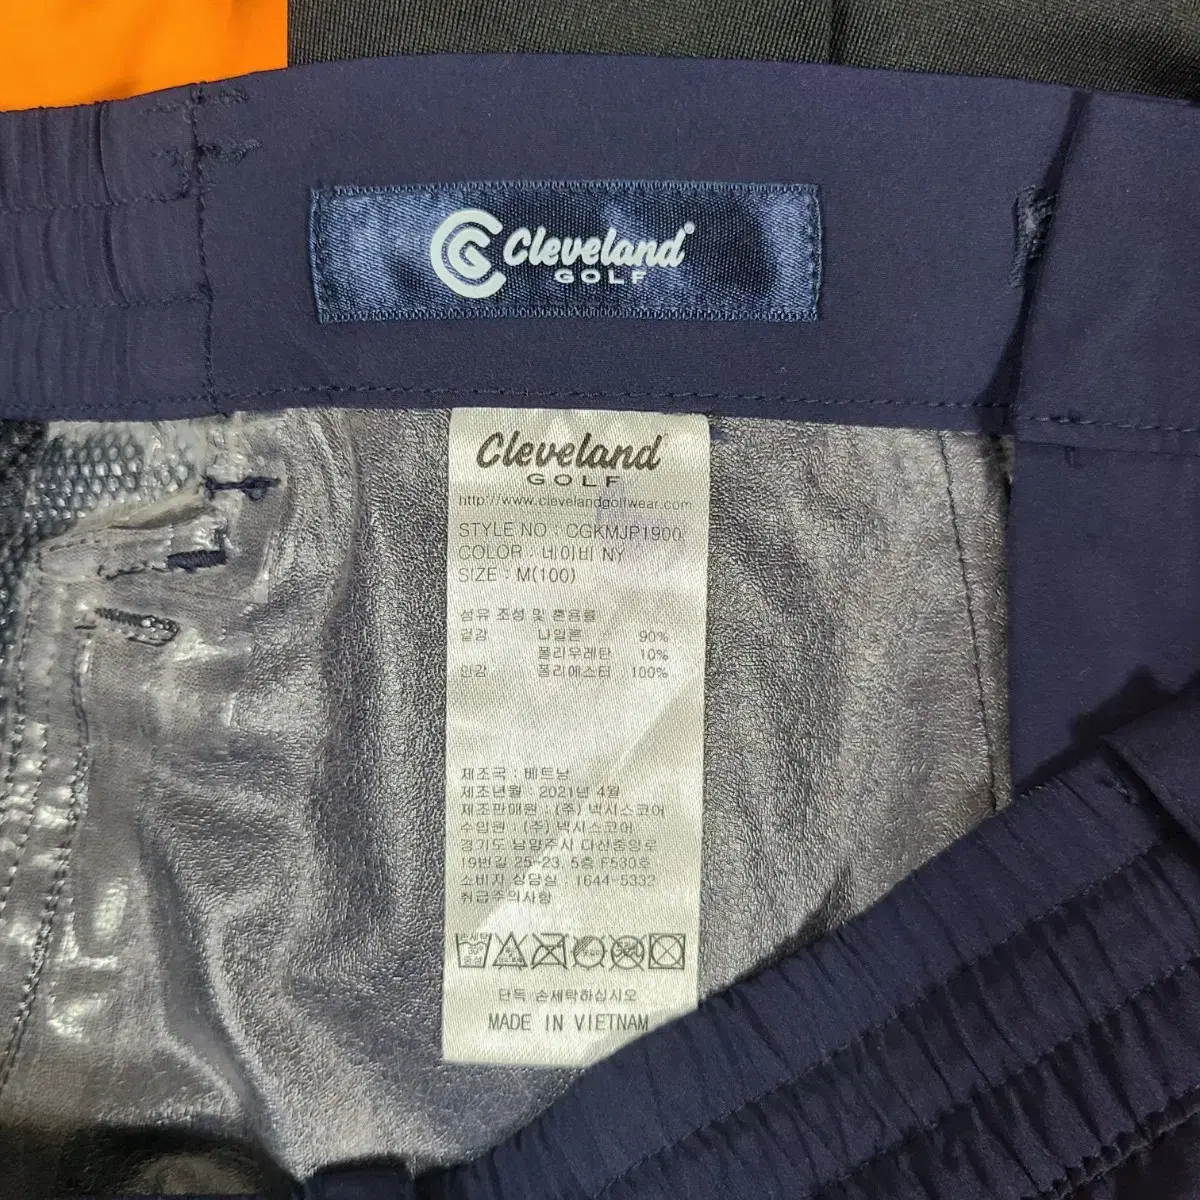 Cleveland®
GOLF
Cleveland
GOLF
http://www.clevelandgolfwear.com
STYLE NO : CGKMJP1900
COLOR : 네이비 NY
SIZE : M(100)
섬유 조성 및 혼용률
겉감 나일론 90%
폴리우레탄 10%
안감 폴리에스터 100%
제조국 : 베트남
제조년월 : 2021년 4월
제조판매원 : (주) 넥시스코어
수입원 : (주) 넥시스코어
경기도 남양주시 다산중앙로
19번길 25-23, 5층 F530호
소비자 상담실 : 1644-5332
취급주의사항
단독 손세탁하십시오
MADE IN VIETNAM